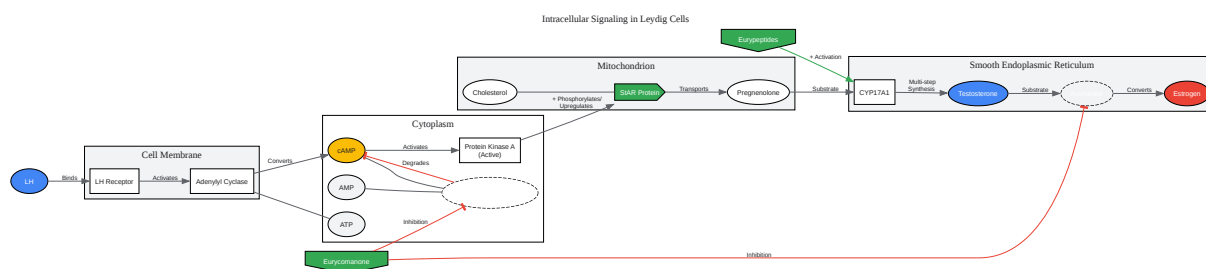 Intracellular Signaling in Leydig Cells
Eurypeptides
+ Activation
Mitochondrion
Smooth Endoplasmic Reticulum
Cholesterol
StAR Protein
Transports
Pregnenolone
Substrate
CYP17A1
Multi-step
Synthesis
Testosterone
Substrate
Converts
Estrogen
+ Phosphorylates/
Upregulates
Cytoplasm
cAMP
Activates
Protein Kinase A
(Active)
Degrades
Cell Membrane
Converts
LH
Binds
LH Receptor
Activates
Adenylyl Cyclase
AMP
ATP
Inhibition
Eurycomanone
Inhibition